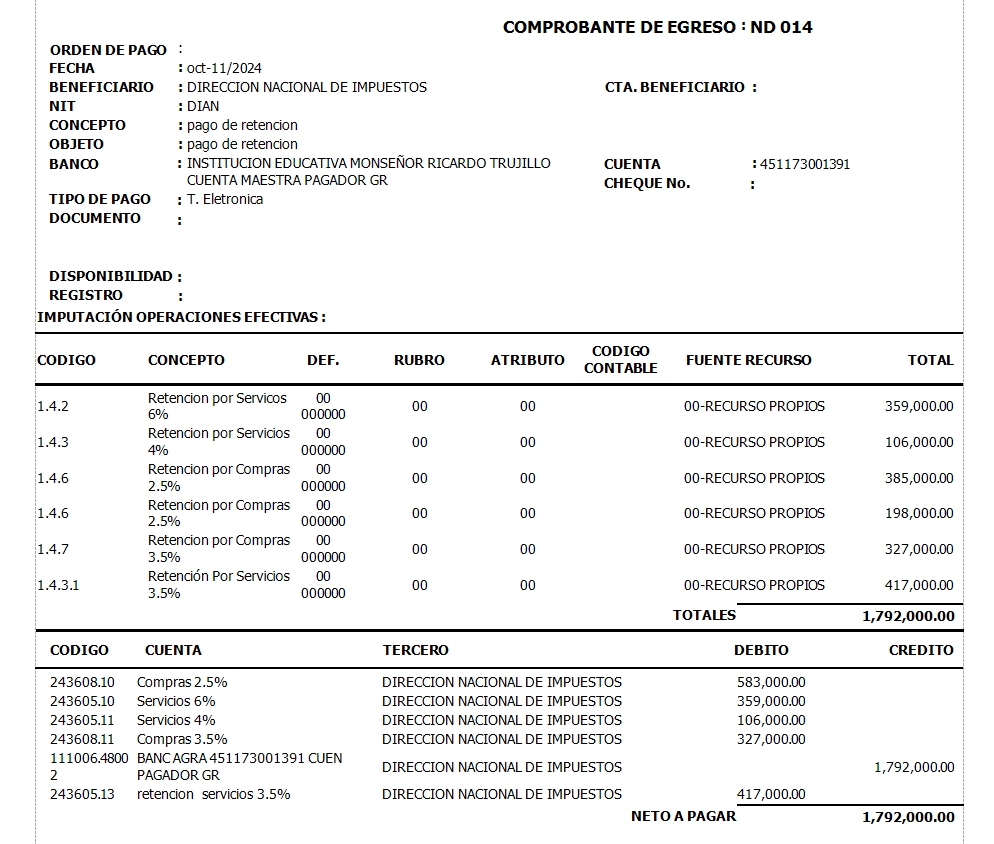 COMPROBANTE DE EGRESO : ND 014
ORDEN DE PAGO :
FECHA : oct-11/2024
BENEFICIARIO : DIRECCION NACIONAL DE IMPUESTOS CTA. BENEFICIARIO :
NIT : DIAN
CONCEPTO : pago de retencion
OBJETO : pago de retencion
BANCO : INSTITUCION EDUCATIVA MONSEÑOR RICARDO TRUJILLO CUENTA : 451173001391
CUENTA MAESTRA PAGADOR GR CHEQUE No. :
TIPO DE PAGO : T. Eletronica
DOCUMENTO :
DISPONIBILIDAD :
REGISTRO :
IMPUTACIÓN OPERACIONES EFECTIVAS :
CODIGO CONCEPTO DEF. RUBRO ATRIBUTO CODIGO CONTABLE FUENTE RECURSO TOTAL
1.4.2 Retencion por Servicos 6% 00 000000 00 00 00-RECURSO PROPIOS 359,000.00
1.4.3 Retencion por Servicios 4% 00 000000 00 00 00-RECURSO PROPIOS 106,000.00
1.4.6 Retencion por Compras 2.5% 00 000000 00 00 00-RECURSO PROPIOS 385,000.00
1.4.6 Retencion por Compras 2.5% 00 000000 00 00 00-RECURSO PROPIOS 198,000.00
1.4.7 Retencion por Compras 3.5% 00 000000 00 00 00-RECURSO PROPIOS 327,000.00
1.4.3.1 Retención Por Servicios 3.5% 00 000000 00 00 00-RECURSO PROPIOS 417,000.00
TOTALES 1,792,000.00
CODIGO CUENTA TERCERO DEBITO CREDITO
243608.10 Compras 2.5% DIRECCION NACIONAL DE IMPUESTOS 583,000.00
243605.10 Servicios 6% DIRECCION NACIONAL DE IMPUESTOS 359,000.00
243605.11 Servicios 4% DIRECCION NACIONAL DE IMPUESTOS 106,000.00
243608.11 Compras 3.5% DIRECCION NACIONAL DE IMPUESTOS 327,000.00
111006.4800 2 BANC AGRA 451173001391 CUEN PAGADOR GR DIRECCION NACIONAL DE IMPUESTOS 1,792,000.00
243605.13 retencion servicios 3.5% DIRECCION NACIONAL DE IMPUESTOS 417,000.00
NETO A PAGAR 1,792,000.00